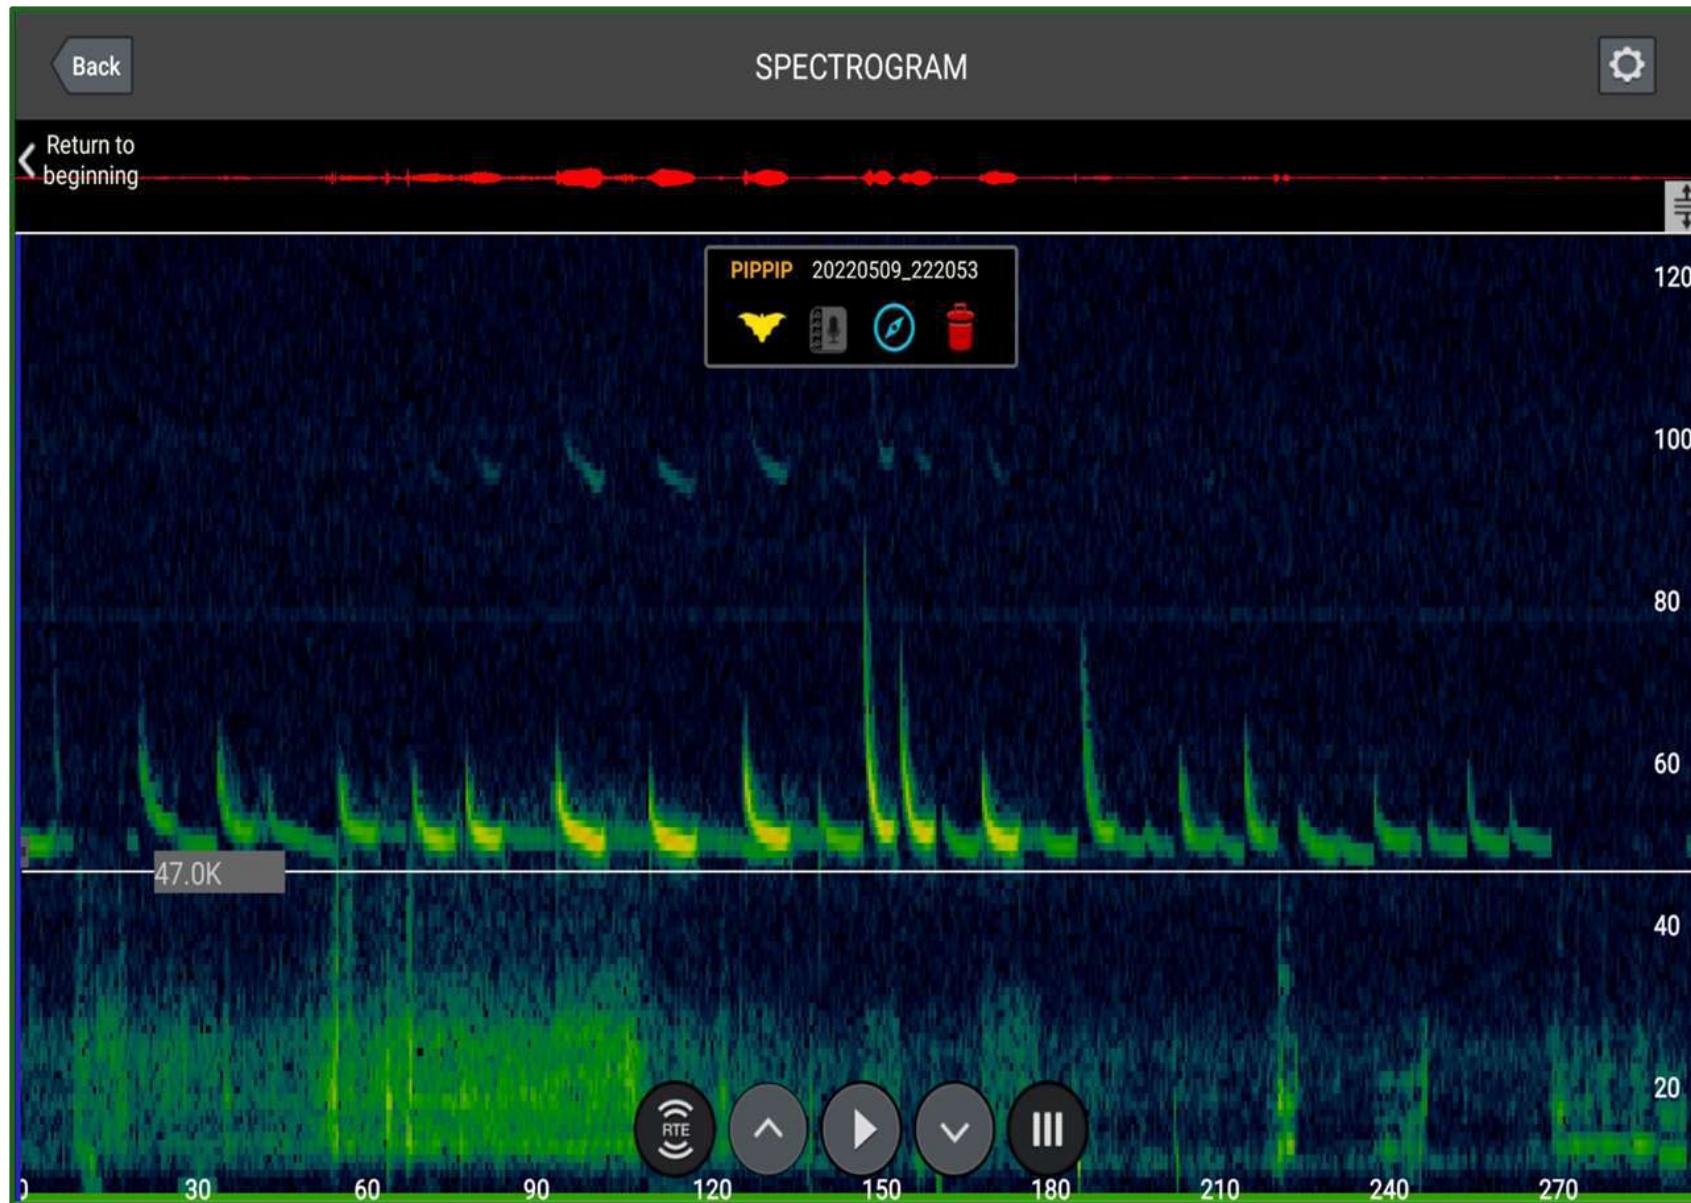 Back
SPECTROGRAM
Return to
beginning
PIPPIP 20220509_222053
120
100
80
60
47.0K
40
20
RTE
0 30 60 90 120 150 180 210 240 270